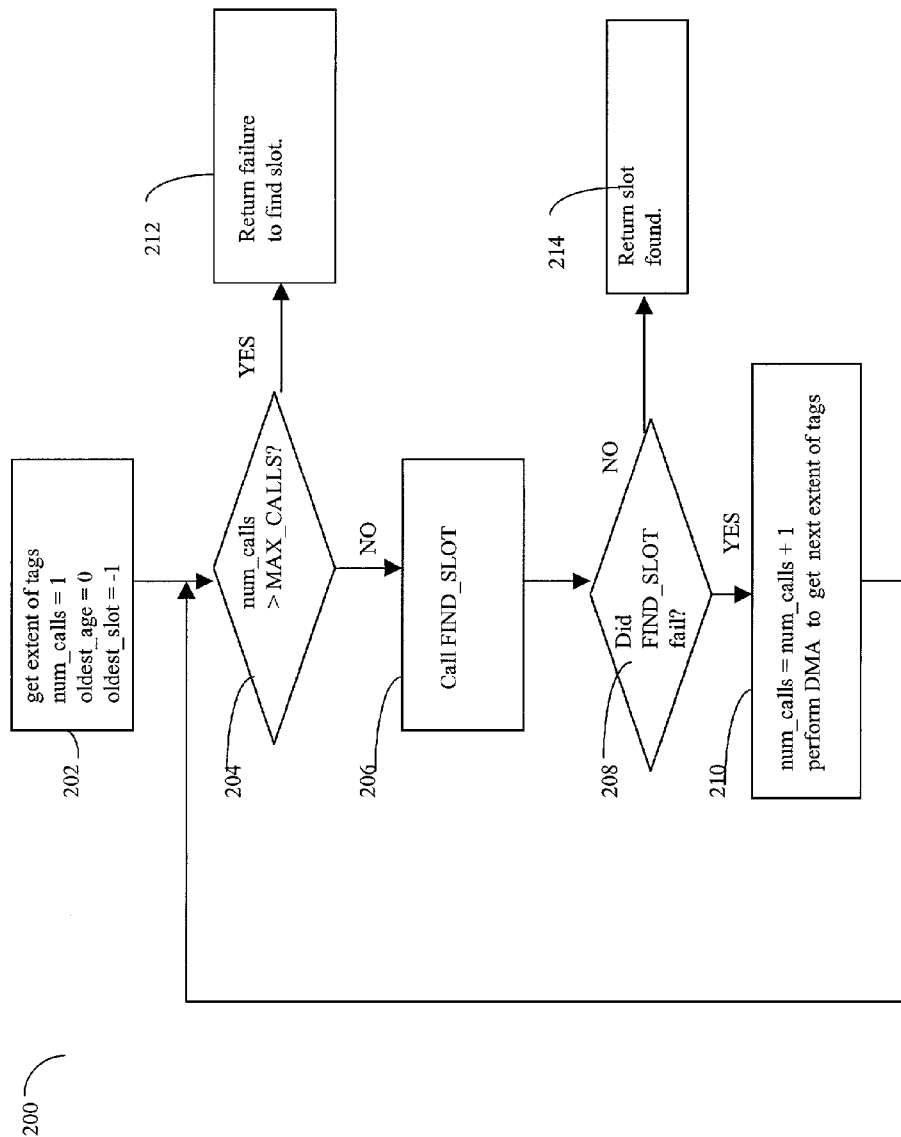 200
202
get extent of tags
num_calls = 1
oldest_age = 0
oldest_slot = -1
204
num_calls
> MAX_CALLS?
YES
212
Return failure
to find slot.
NO
206
Call FIND_SLOT
208
Did
FIND_SLOT
fail?
NO
214
Return slot
found.
YES
210
num_calls = num_calls + 1
perform DMA to get next extent of tags